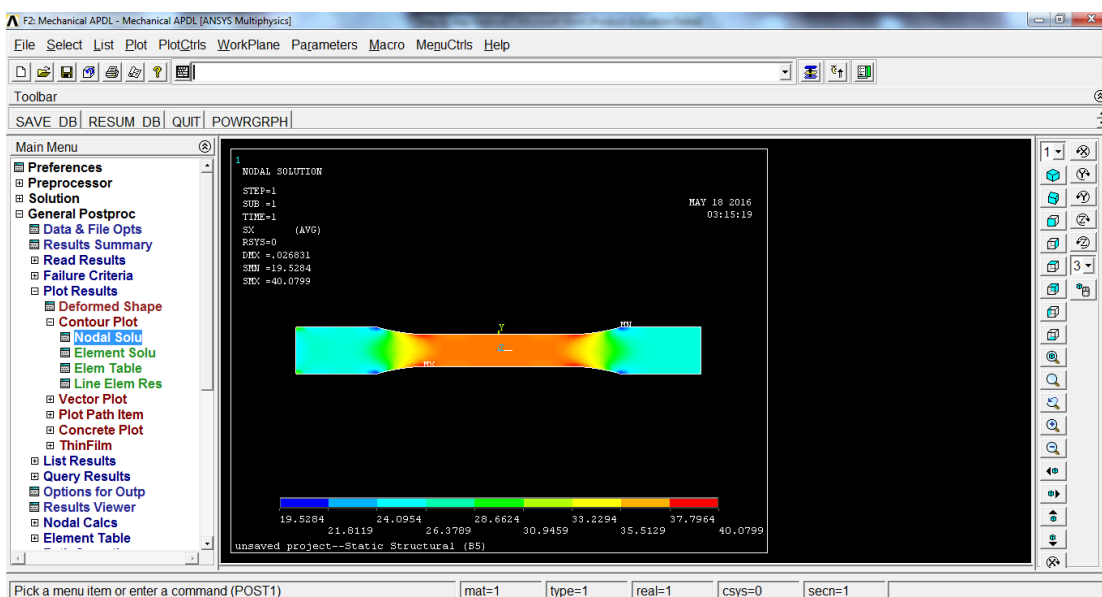 F2: Mechanical APDL - Mechanical APDL [ANSYS Multiphysics]
File Select List Plot PlotCtrls WorkPlane Parameters Macro MenuCtrls Help
Toolbar
SAVE_DB RESUM_DB QUIT POWRGRPH
Main Menu
Preferences
Preprocessor
Solution
General Postproc
Data & File Opts
Results Summary
Read Results
Failure Criteria
Plot Results
Deformed Shape
Contour Plot
Nodal Solu
Element Solu
Elem Table
Line Elem Res
Vector Plot
Plot Path Item
Concrete Plot
ThinFilm
List Results
Query Results
Options for Outp
Results Viewer
Nodal Calcs
Element Table
1
NODAL SOLUTION
STEP=1
SUB =1
TIME=1
SX (AVG)
RSYS=0
DMX =.026831
SMN =19.5284
SMX =40.0799
MAY 18 2016
03:15:19
Y
MN
MX
19.5284 24.0954 28.6624 33.2294 37.7964
21.8119 26.3789 30.9459 35.5129 40.0799
unsaved project--Static Structural (B5)
1
3
Pick a menu item or enter a command (POST1) mat=1 type=1 real=1 csys=0 secn=1